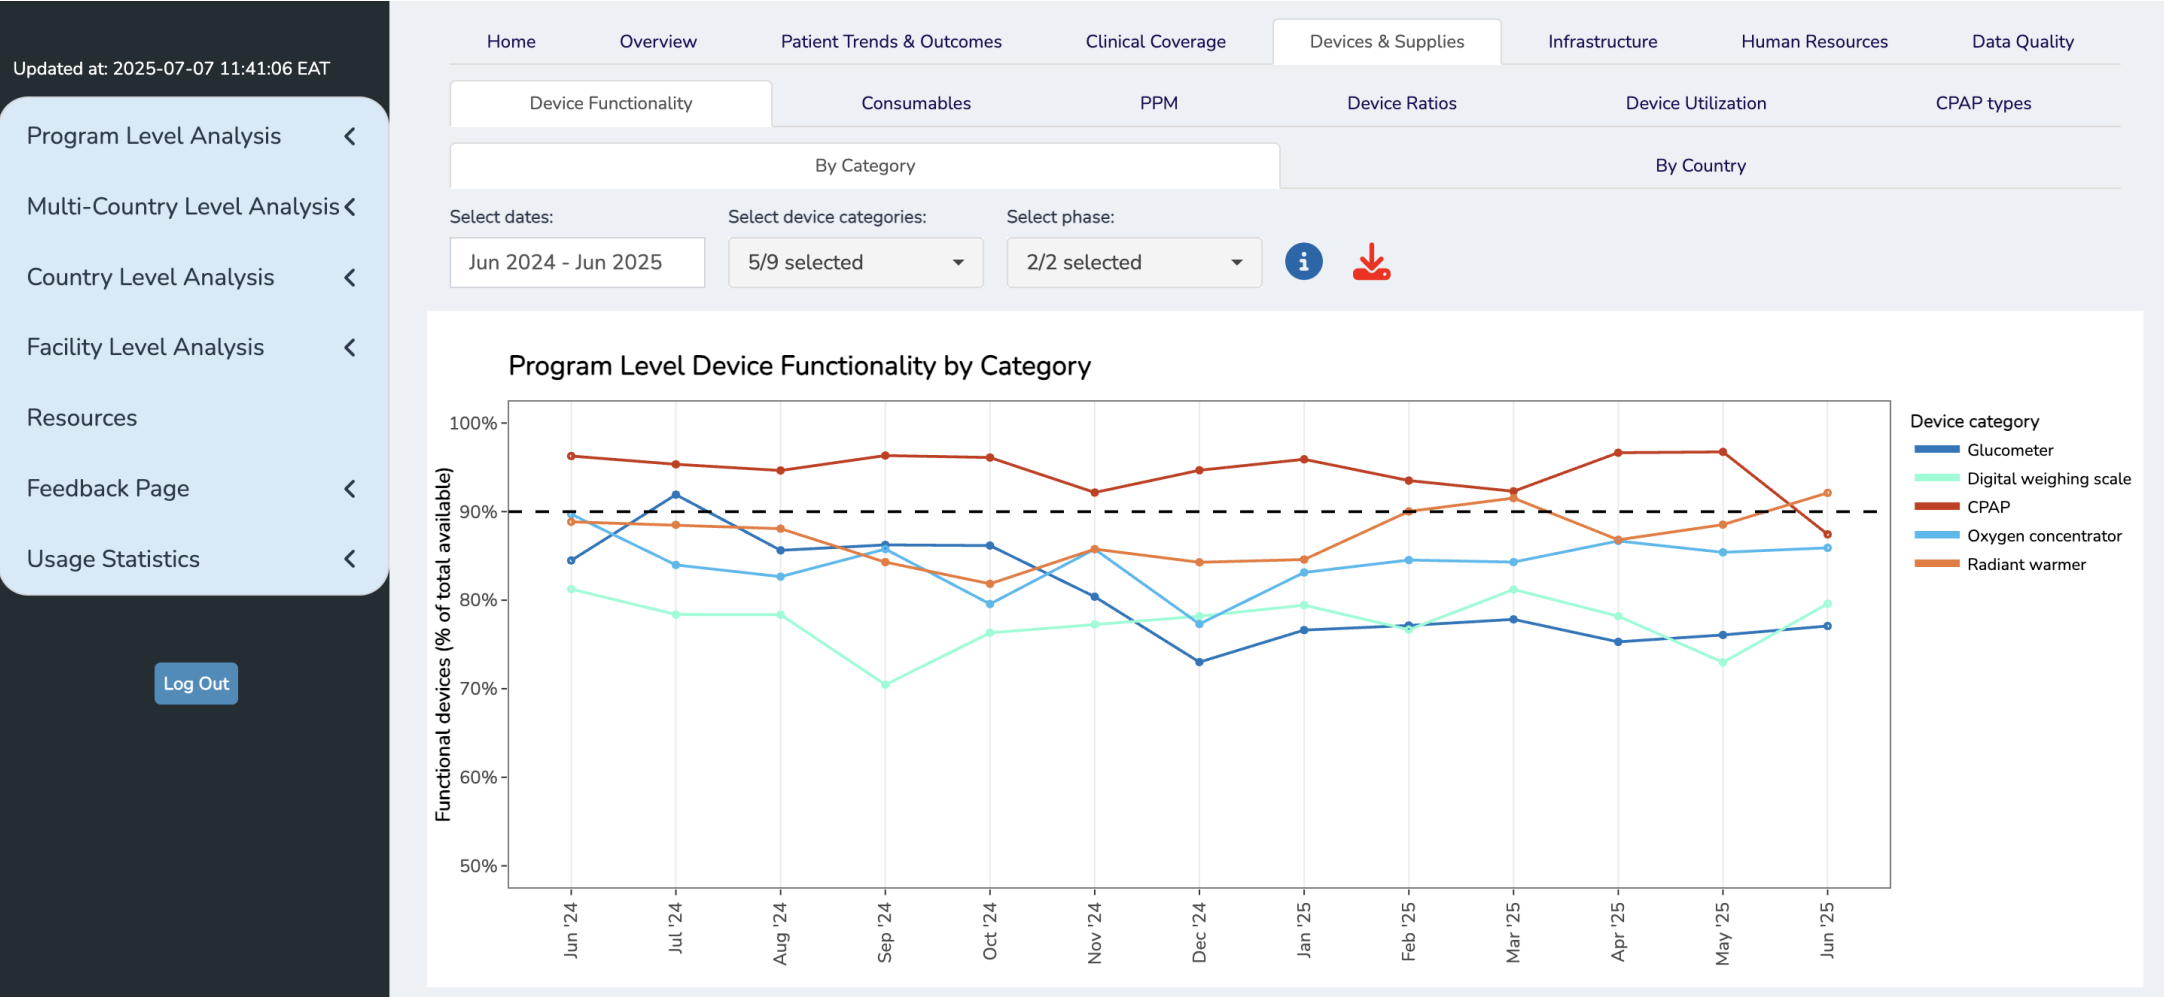 Updated at: 2025-07-07 11:41:06 EAT
Program Level Analysis
Multi-Country Level Analysis
Country Level Analysis
Facility Level Analysis
Resources
Feedback Page
Usage Statistics
Log Out
Home Overview Patient Trends & Outcomes Clinical Coverage Devices & Supplies Infrastructure Human Resources Data Quality
Device Functionality Consumables PPM Device Ratios Device Utilization CPAP types
By Category By Country
Select dates: Select device categories: Select phase:
Jun 2024 - Jun 2025 5/9 selected 2/2 selected
Program Level Device Functionality by Category
Functional devices (% of total available)
100%
90%
80%
70%
60%
50%
Jun '24 Jul '24 Aug '24 Sep '24 Oct '24 Nov '24 Dec '24 Jan '25 Feb '25 Mar '25 Apr '25 May '25 Jun '25
Device category
Glucometer
Digital weighing scale
CPAP
Oxygen concentrator
Radiant warmer